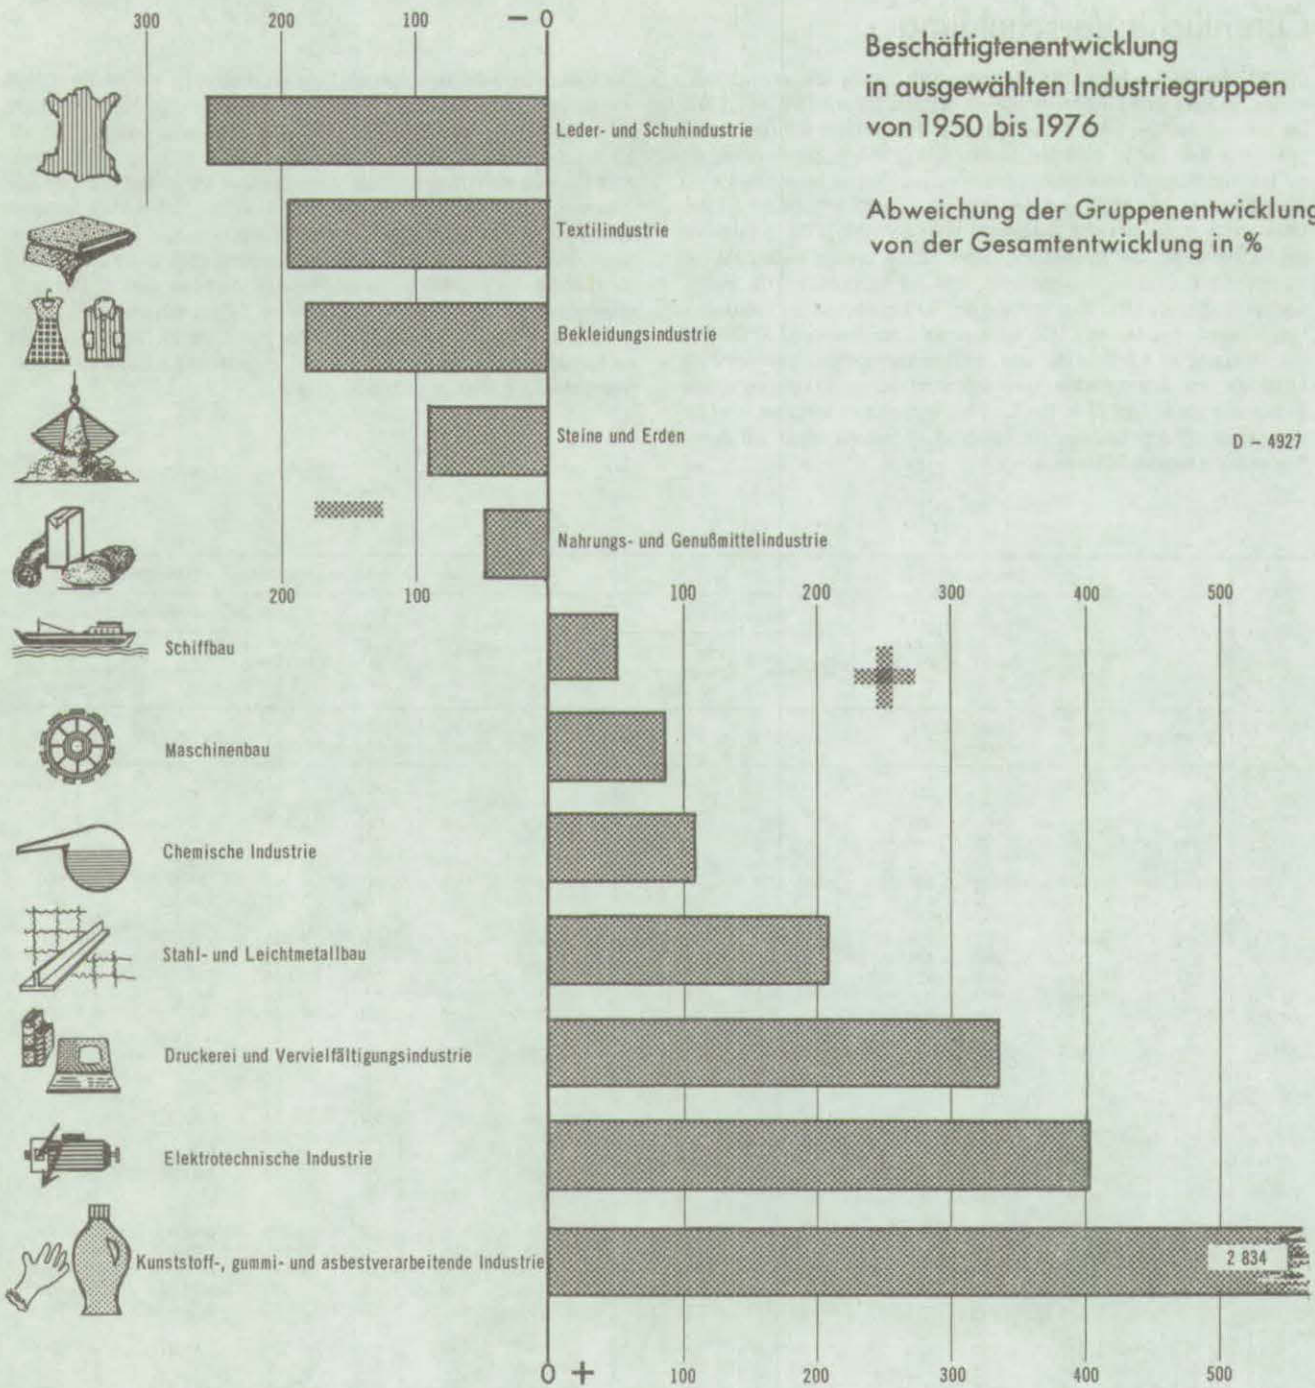 300 200 100 − 0
Beschäftigtenentwicklung
in ausgewählten Industriegruppen
von 1950 bis 1976
Abweichung der Gruppenentwicklung
von der Gesamtentwicklung in %
Leder- und Schuhindustrie
Textilindustrie
Bekleidungsindustrie
Steine und Erden
D – 4927
Nahrungs- und Genußmittelindustrie
200 100 100 200 300 400 500
Schiffbau
Maschinenbau
Chemische Industrie
Stahl- und Leichtmetallbau
Druckerei und Vervielfältigungsindustrie
Elektrotechnische Industrie
Kunststoff-, gummi- und asbestverarbeitende Industrie
2 834
0 + 100 200 300 400 500